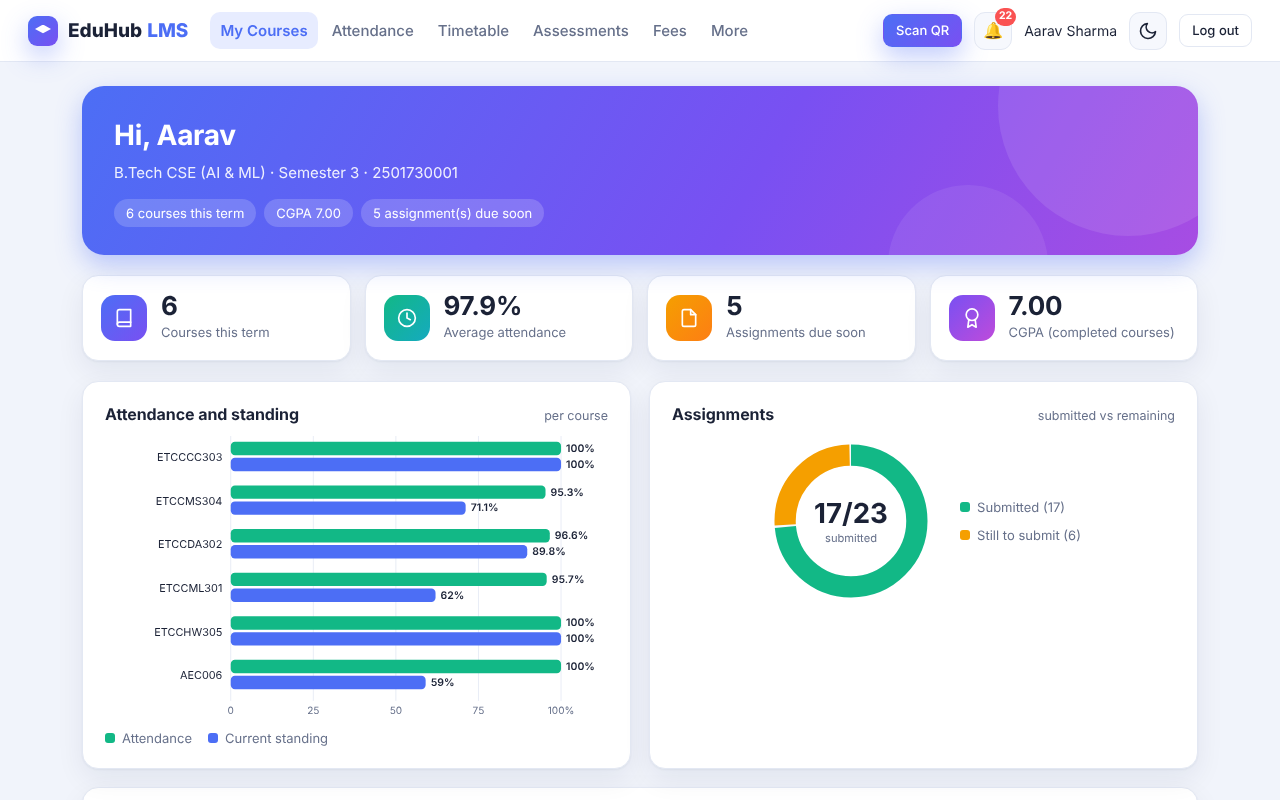 EduHub LMS
My Courses
Attendance
Timetable
Assessments
Fees
More
Scan QR
22
Aarav Sharma
Log out
Hi, Aarav
B.Tech CSE (AI & ML) · Semester 3 · 2501730001
6 courses this term
CGPA 7.00
5 assignment(s) due soon
6
Courses this term
97.9%
Average attendance
5
Assignments due soon
7.00
CGPA (completed courses)
Attendance and standing
per course
ETCCCC303
100%
100%
ETCCMS304
95.3%
71.1%
ETCCDA302
96.6%
89.8%
ETCCML301
95.7%
62%
ETCCHW305
100%
100%
AEC006
100%
59%
0 25 50 75 100%
Attendance
Current standing
Assignments
submitted vs remaining
17/23
submitted
Submitted (17)
Still to submit (6)